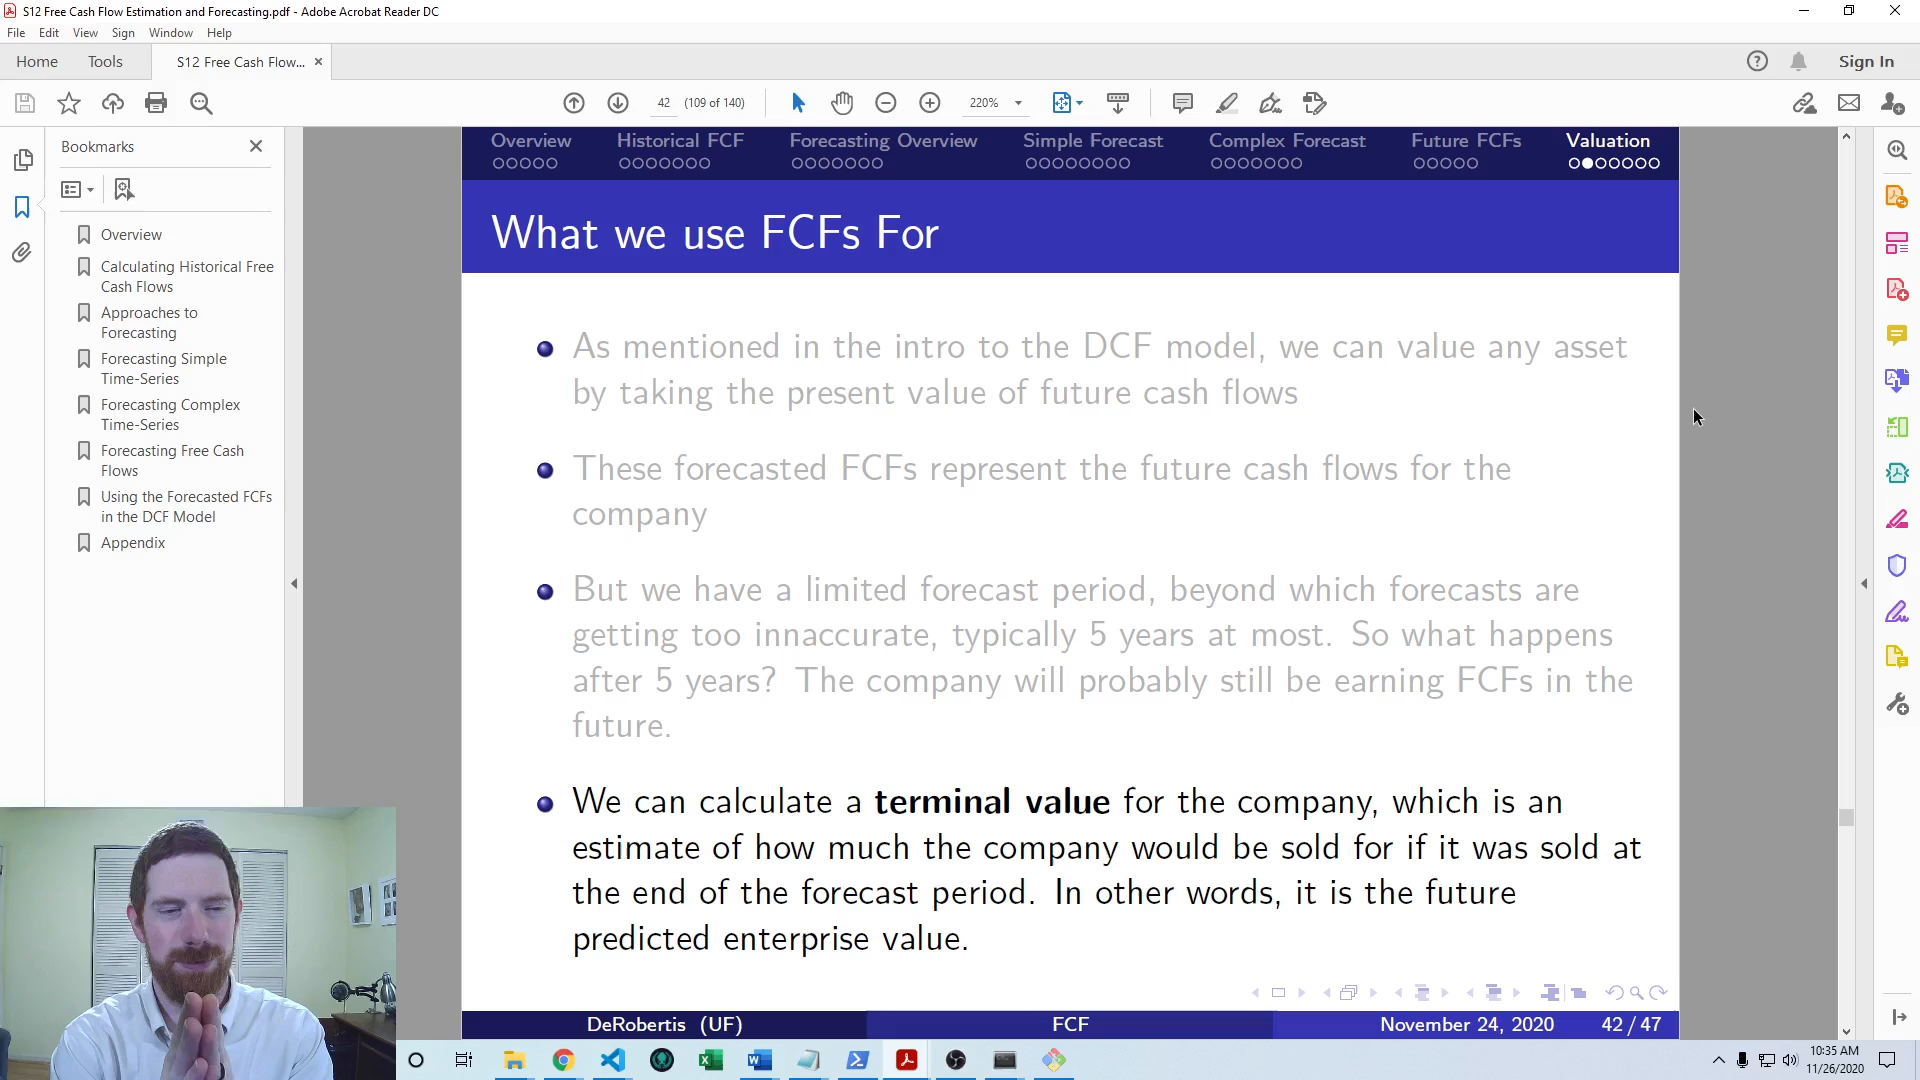 S12 Free Cash Flow Estimation and Forecasting.pdf - Adobe Acrobat Reader DC
File Edit View Sign Window Help
Home Tools S12 Free Cash Flow... × Sign In
42 (109 of 140) 220%
Bookmarks
Overview
Calculating Historical Free
Cash Flows
Approaches to
Forecasting
Forecasting Simple
Time-Series
Forecasting Complex
Time-Series
Forecasting Free Cash
Flows
Using the Forecasted FCFs
in the DCF Model
Appendix
Overview Historical FCF Forecasting Overview Simple Forecast Complex Forecast Future FCFs Valuation
What we use FCFs For
As mentioned in the intro to the DCF model, we can value any asset
by taking the present value of future cash flows
These forecasted FCFs represent the future cash flows for the
company
But we have a limited forecast period, beyond which forecasts are
getting too innaccurate, typically 5 years at most. So what happens
after 5 years? The company will probably still be earning FCFs in the
future.
We can calculate a terminal value for the company, which is an
estimate of how much the company would be sold for if it was sold at
the end of the forecast period. In other words, it is the future
predicted enterprise value.
DeRobertis (UF) FCF November 24, 2020 42 / 47
10:35 AM
11/26/2020